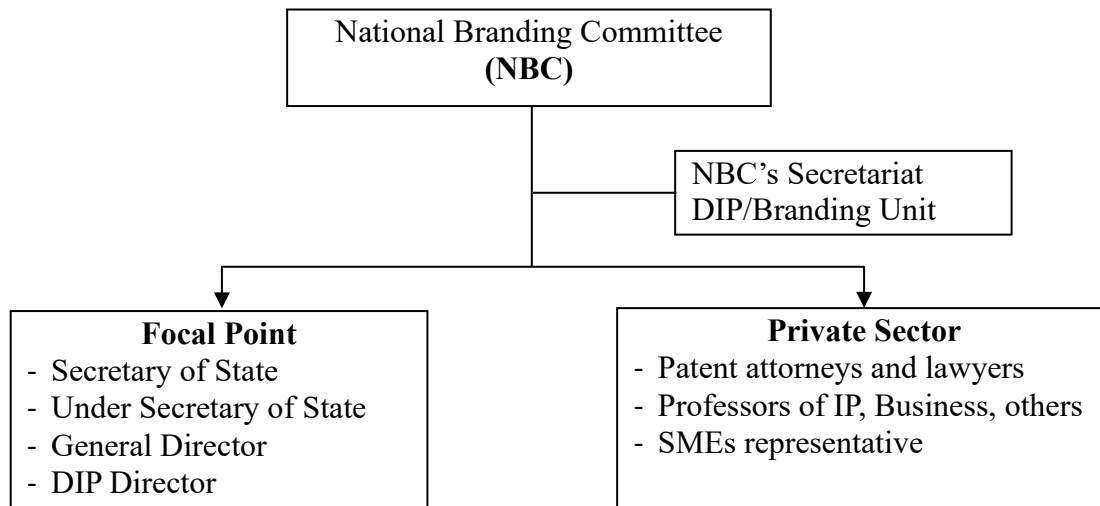 National Branding Committee
(NBC)
NBC’s Secretariat
DIP/Branding Unit
Focal Point
- Secretary of State
- Under Secretary of State
- General Director
- DIP Director
Private Sector
- Patent attorneys and lawyers
- Professors of IP, Business, others
- SMEs representative